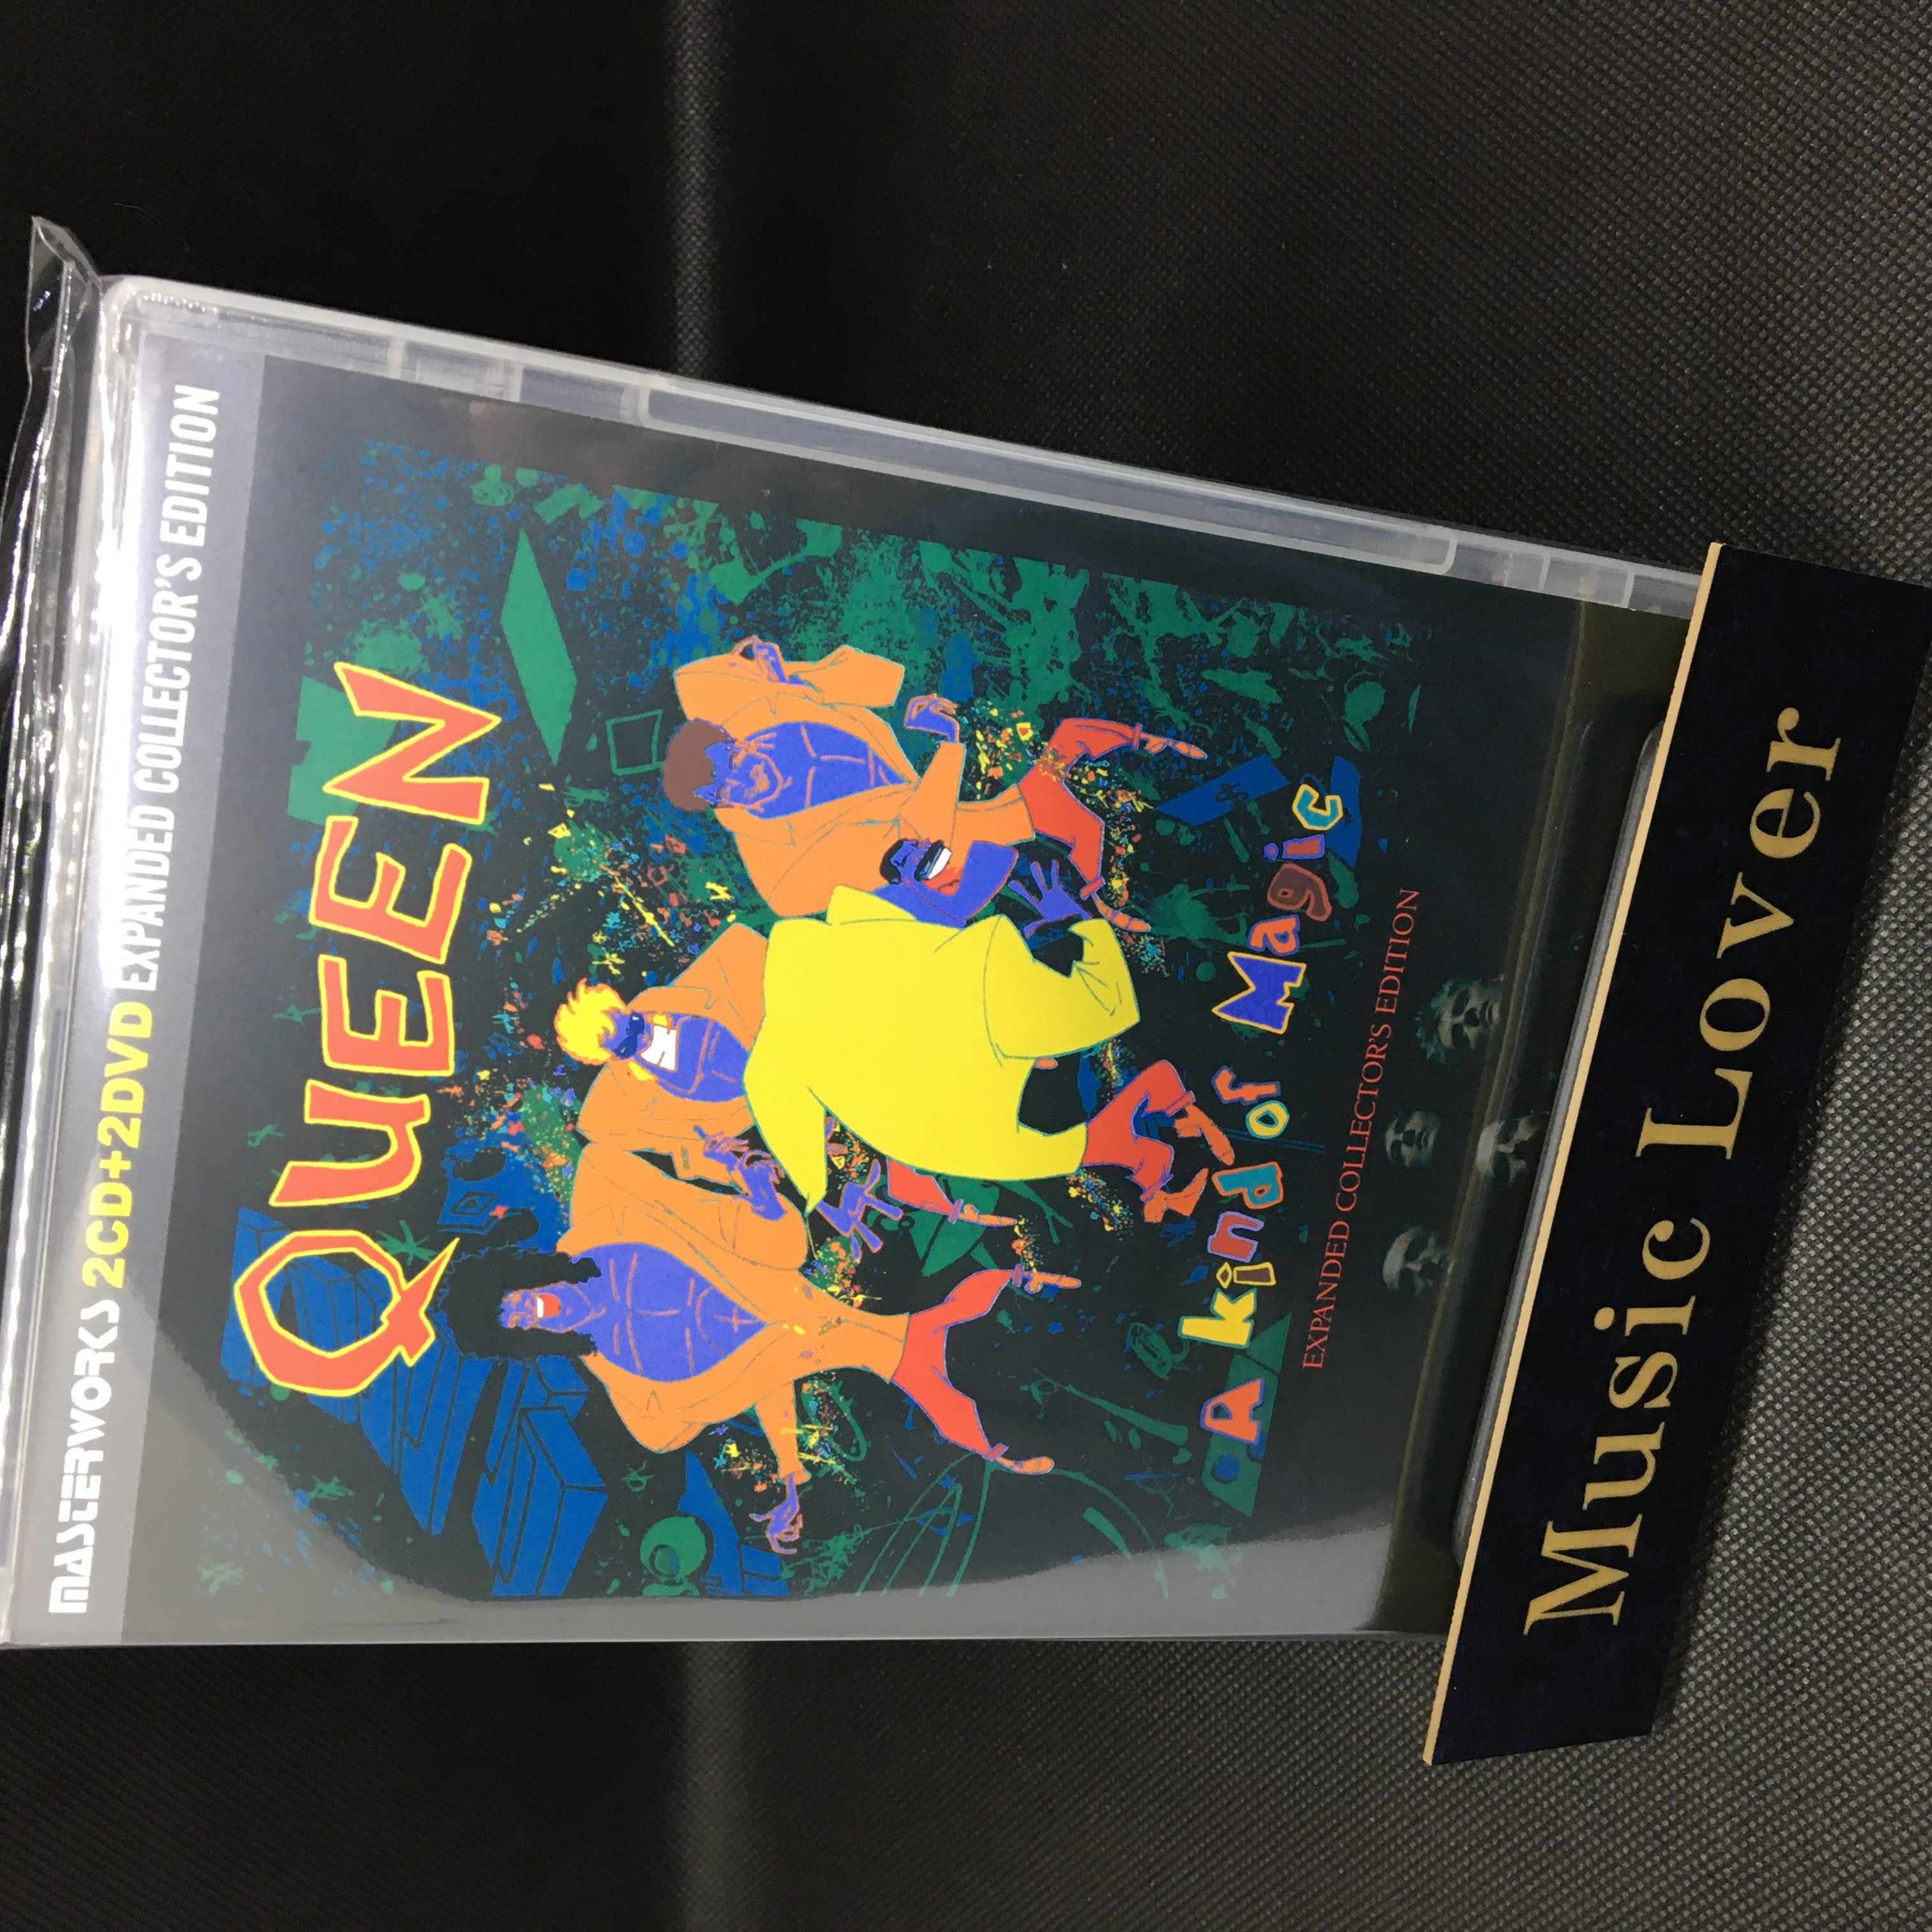 MASTERWORKS 2CD+2DVD EXPANDED COLLECTOR'S EDITION
QUEEN
A kind of Magic
EXPANDED COLLECTOR'S EDITION
Music Lover